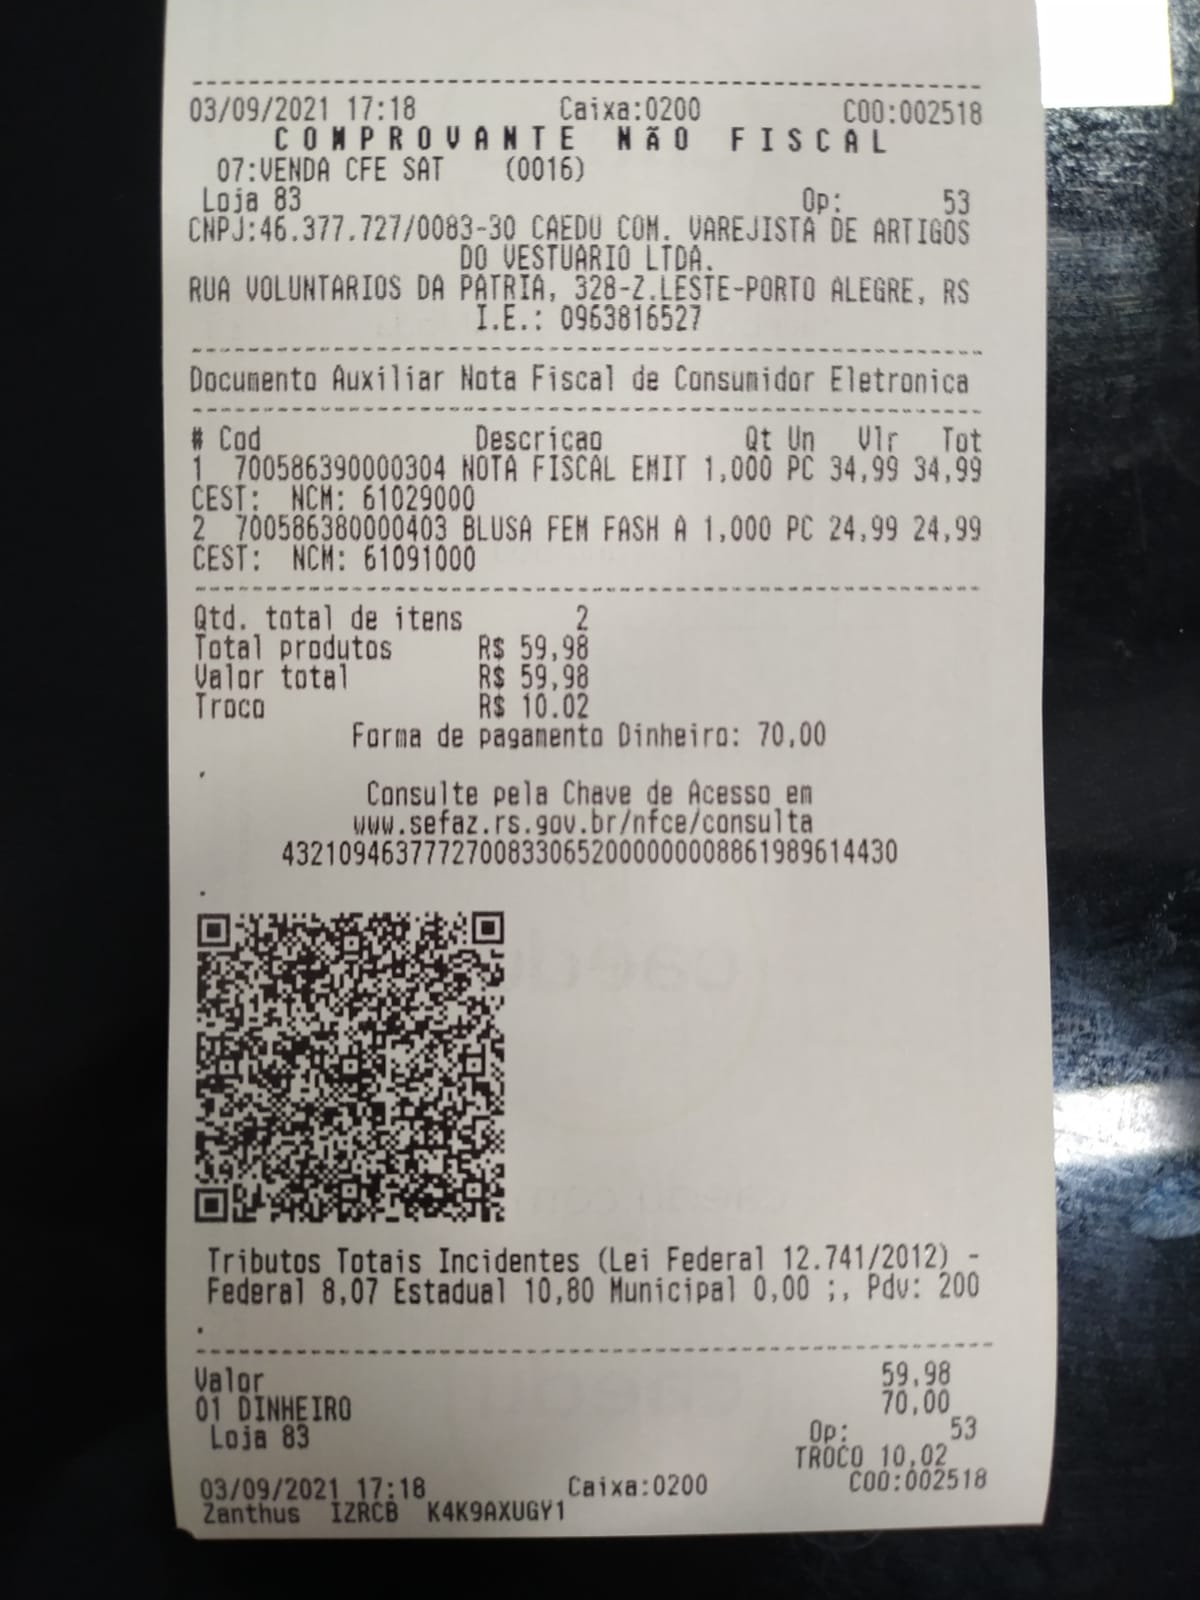 03/09/2021 17:18 Caixa:0200 COO:002518
COMPROVANTE NãO FISCAL
07:VENDA CFE SAT (0016)
Loja 83 Op: 53
CNPJ:46.377.727/0083-30 CAEDU COM. VAREJISTA DE ARTIGOS
DO VESTUARIO LTDA.
RUA VOLUNTARIOS DA PATRIA, 328-Z.LESTE-PORTO ALEGRE, RS
I.E.: 0963816527
Documento Auxiliar Nota Fiscal de Consumidor Eletronica
# Cod Descricao Qt Un Vlr Tot
1 700586390000304 NOTA FISCAL EMIT 1,000 PC 34,99 34,99
CEST: NCM: 61029000
2 700586380000403 BLUSA FEM FASH A 1,000 PC 24,99 24,99
CEST: NCM: 61091000
Qtd. total de itens 2
Total produtos R$ 59,98
Valor total R$ 59,98
Troco R$ 10.02
Forma de pagamento Dinheiro: 70,00
.
Consulte pela Chave de Acesso em
www.sefaz.rs.gov.br/nfce/consulta
43210946377727008330652000000008861989614430
.
Tributos Totais Incidentes (Lei Federal 12.741/2012) -
Federal 8,07 Estadual 10,80 Municipal 0,00 ;, Pdv: 200
.
Valor 59,98
01 DINHEIRO 70,00
Loja 83 Op: 53
TROCO 10,02
03/09/2021 17:18 Caixa:0200 COO:002518
Zanthus IZRCB K4K9AXUGY1